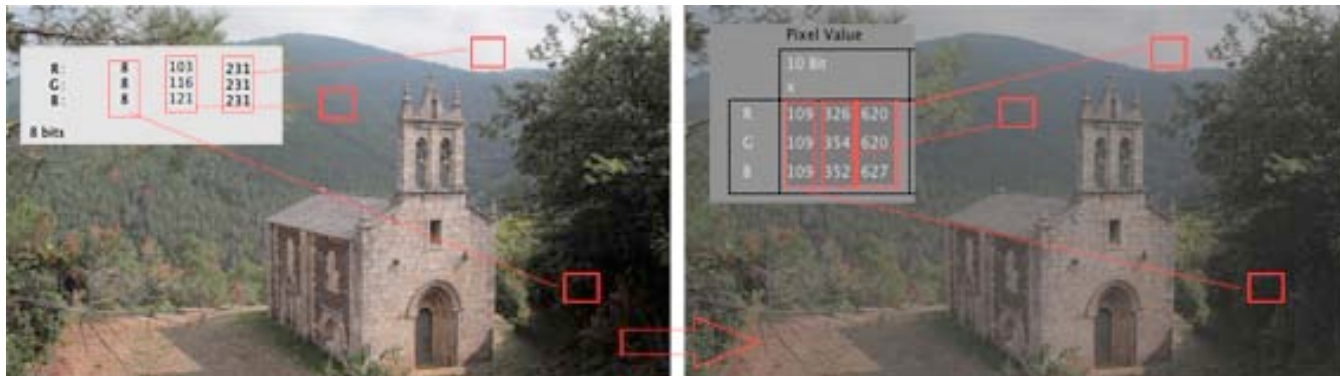 R: 8 103 231
G: 8 116 231
B: 8 121 231
8 bits
Pixel Value
10 Bit
x
R 109 326 620
G 109 354 620
B 109 352 627